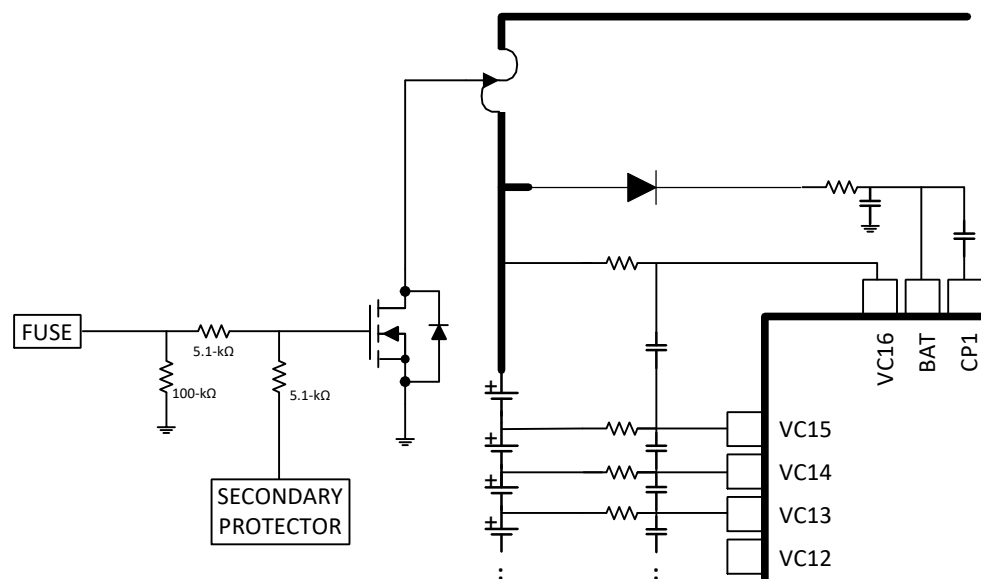 FUSE
5.1-kΩ
100-kΩ
5.1-kΩ
SECONDARY
PROTECTOR
+
+
+
+
VC16
BAT
CP1
VC15
VC14
VC13
VC12